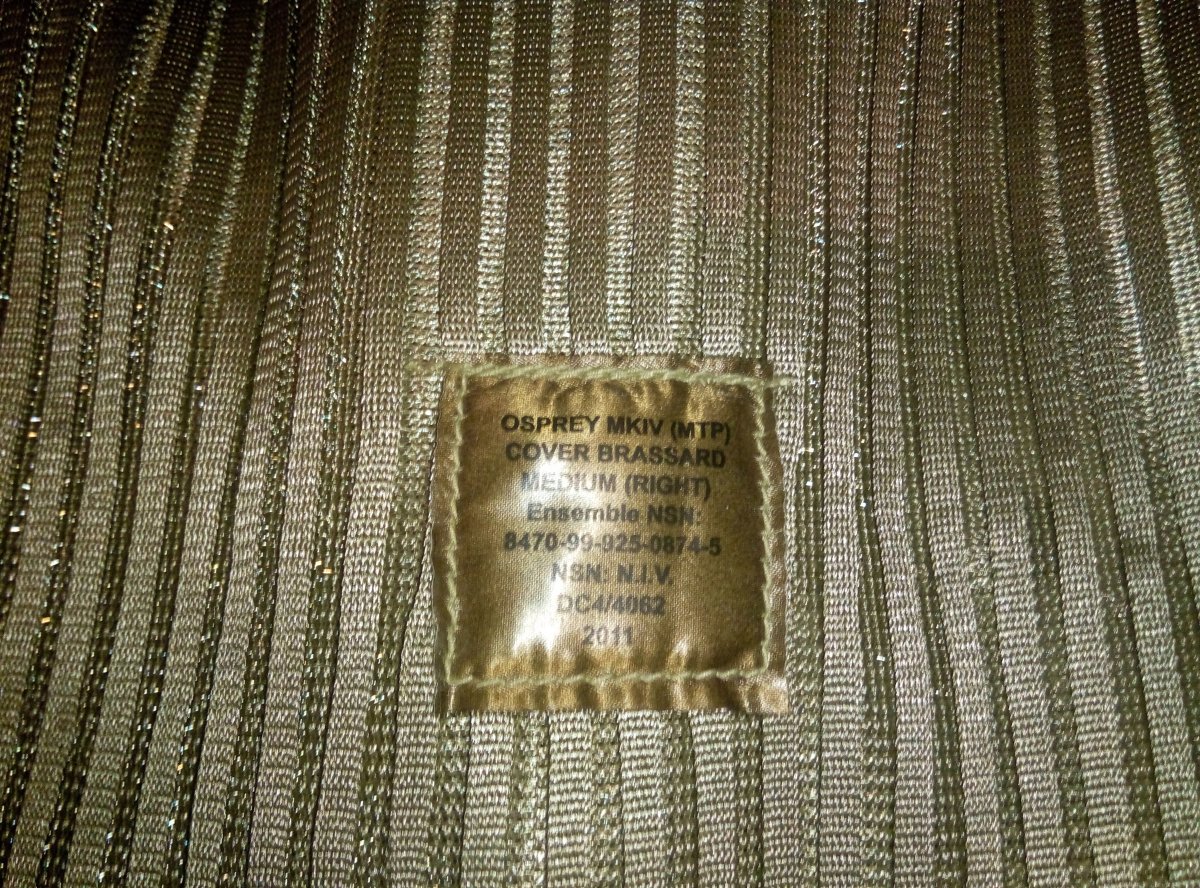 OSPREY MKIV (MTP)
COVER BRASSARD
MEDIUM (RIGHT)
Ensemble NSN:
8470-99-925-0874-5
NSN: N.I.V.
DC4/4062
2011